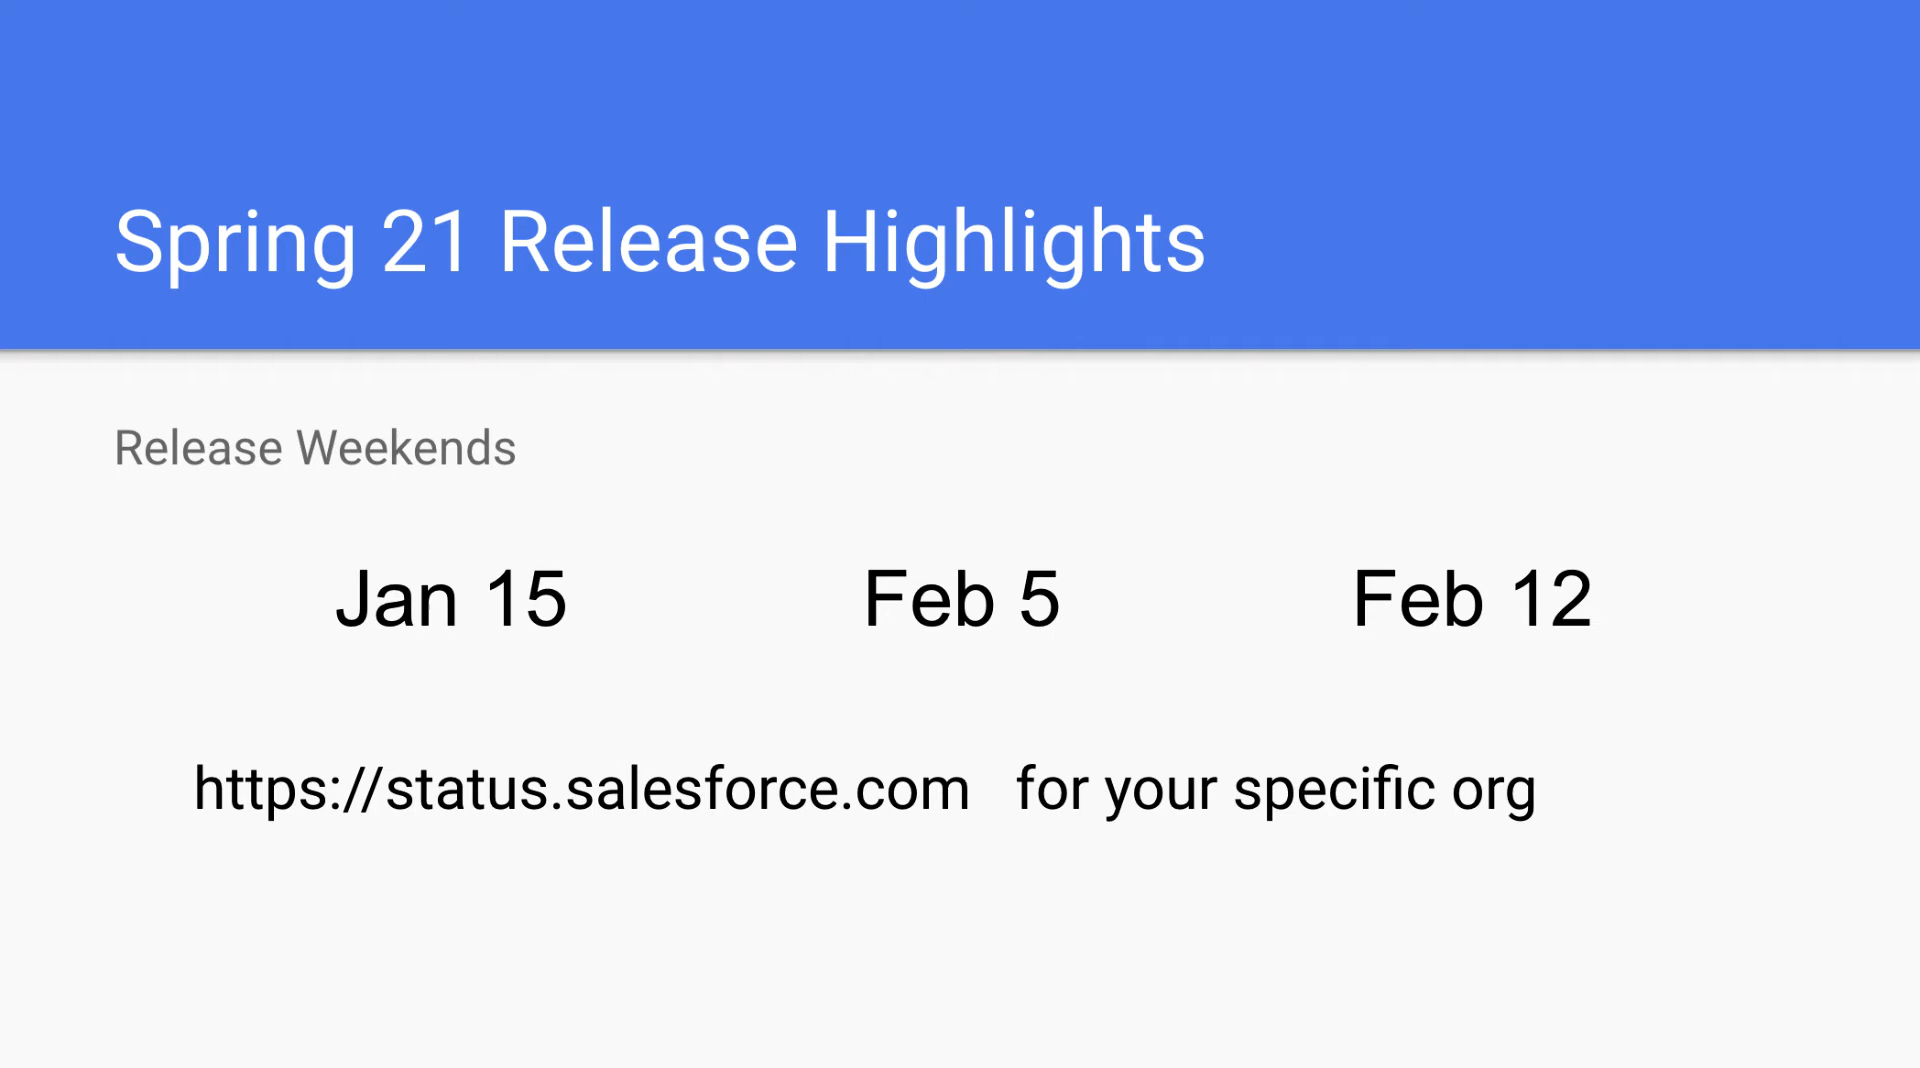 Spring 21 Release Highlights
Release Weekends
Jan 15 Feb 5 Feb 12
https://status.salesforce.com for your specific org